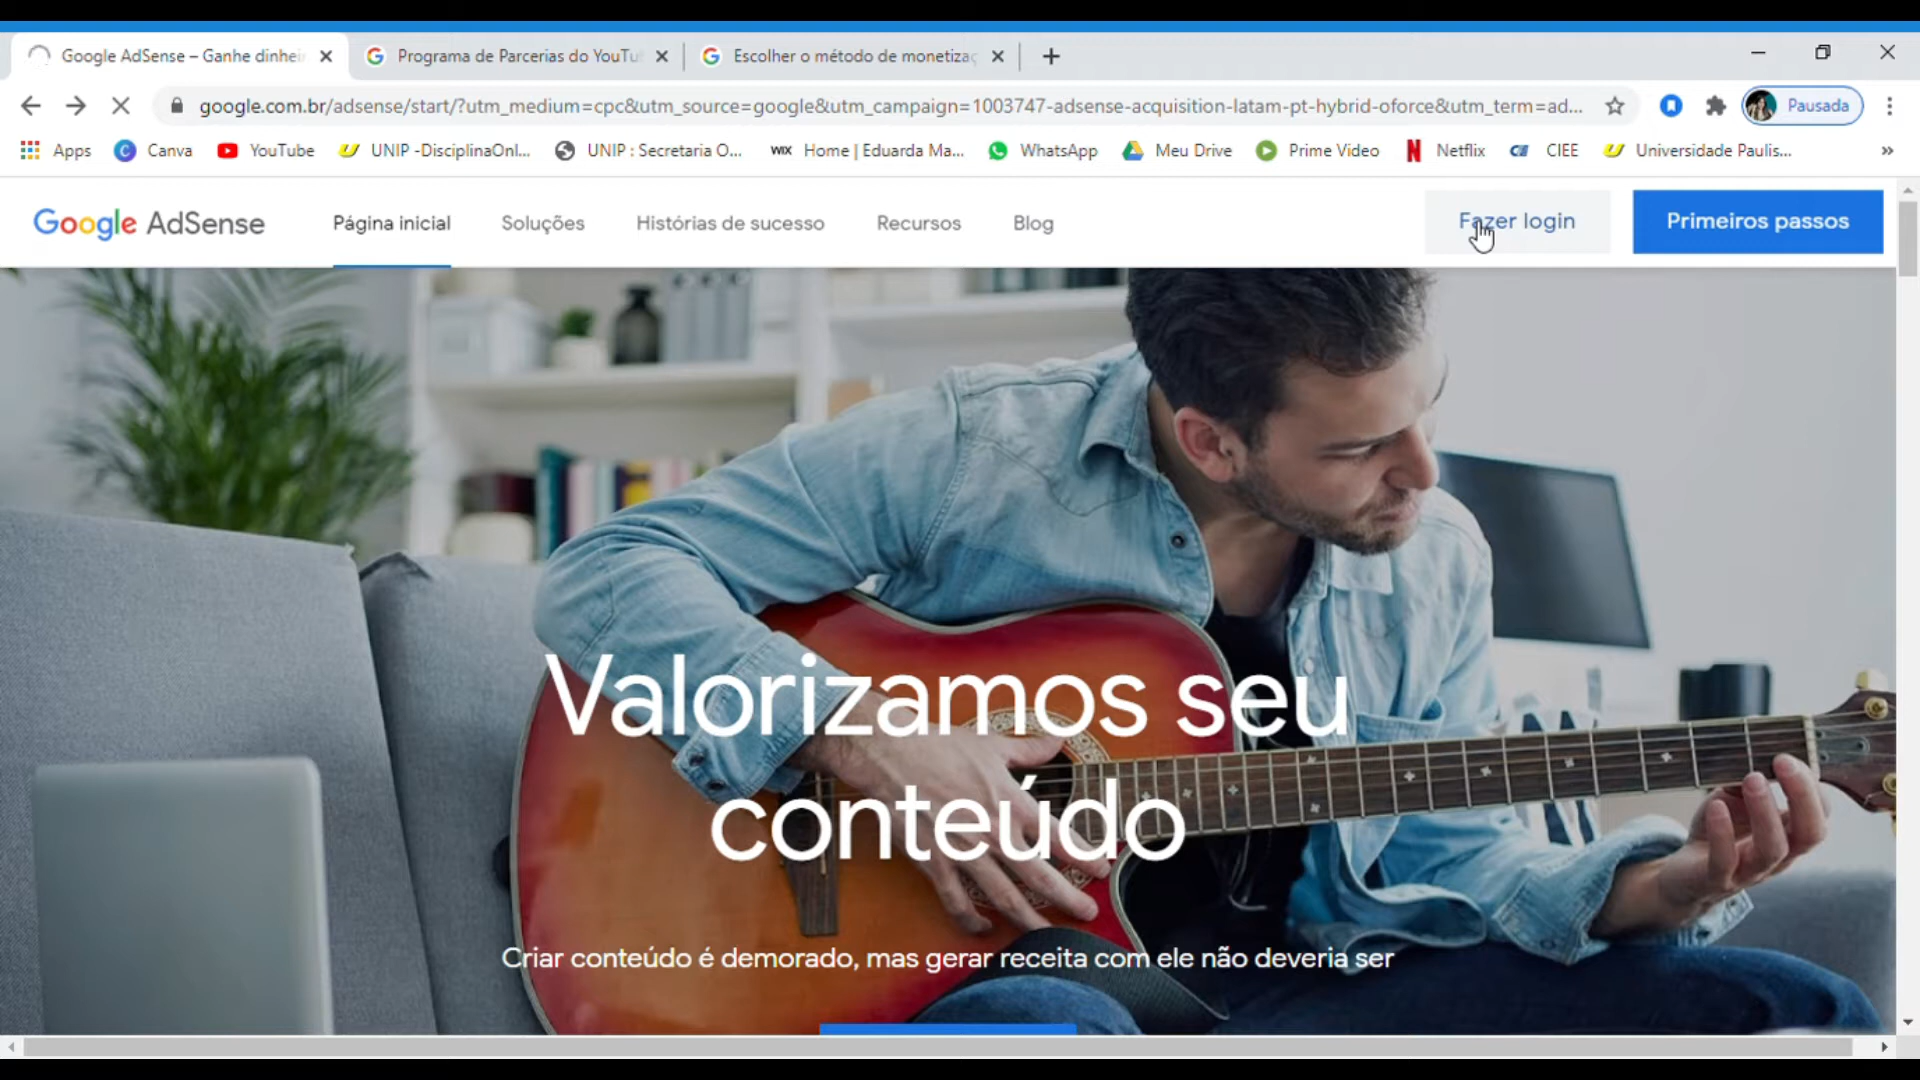 Google AdSense – Ganhe dinhei
Programa de Parcerias do YouTu
Escolher o método de monetizaç
google.com.br/adsense/start/?utm_medium=cpc&utm_source=google&utm_campaign=1003747-adsense-acquisition-latam-pt-hybrid-oforce&utm_term=ad...
Pausada
Apps
Canva
YouTube
UNIP -DisciplinaOnl...
UNIP : Secretaria O...
WIX
Home | Eduarda Ma...
WhatsApp
Meu Drive
Prime Video
Netflix
CIEE
Universidade Paulis...
»
Google AdSense
Página inicial
Soluções
Histórias de sucesso
Recursos
Blog
Fazer login
Primeiros passos
Valorizamos seu
conteúdo
Criar conteúdo é demorado, mas gerar receita com ele não deveria ser